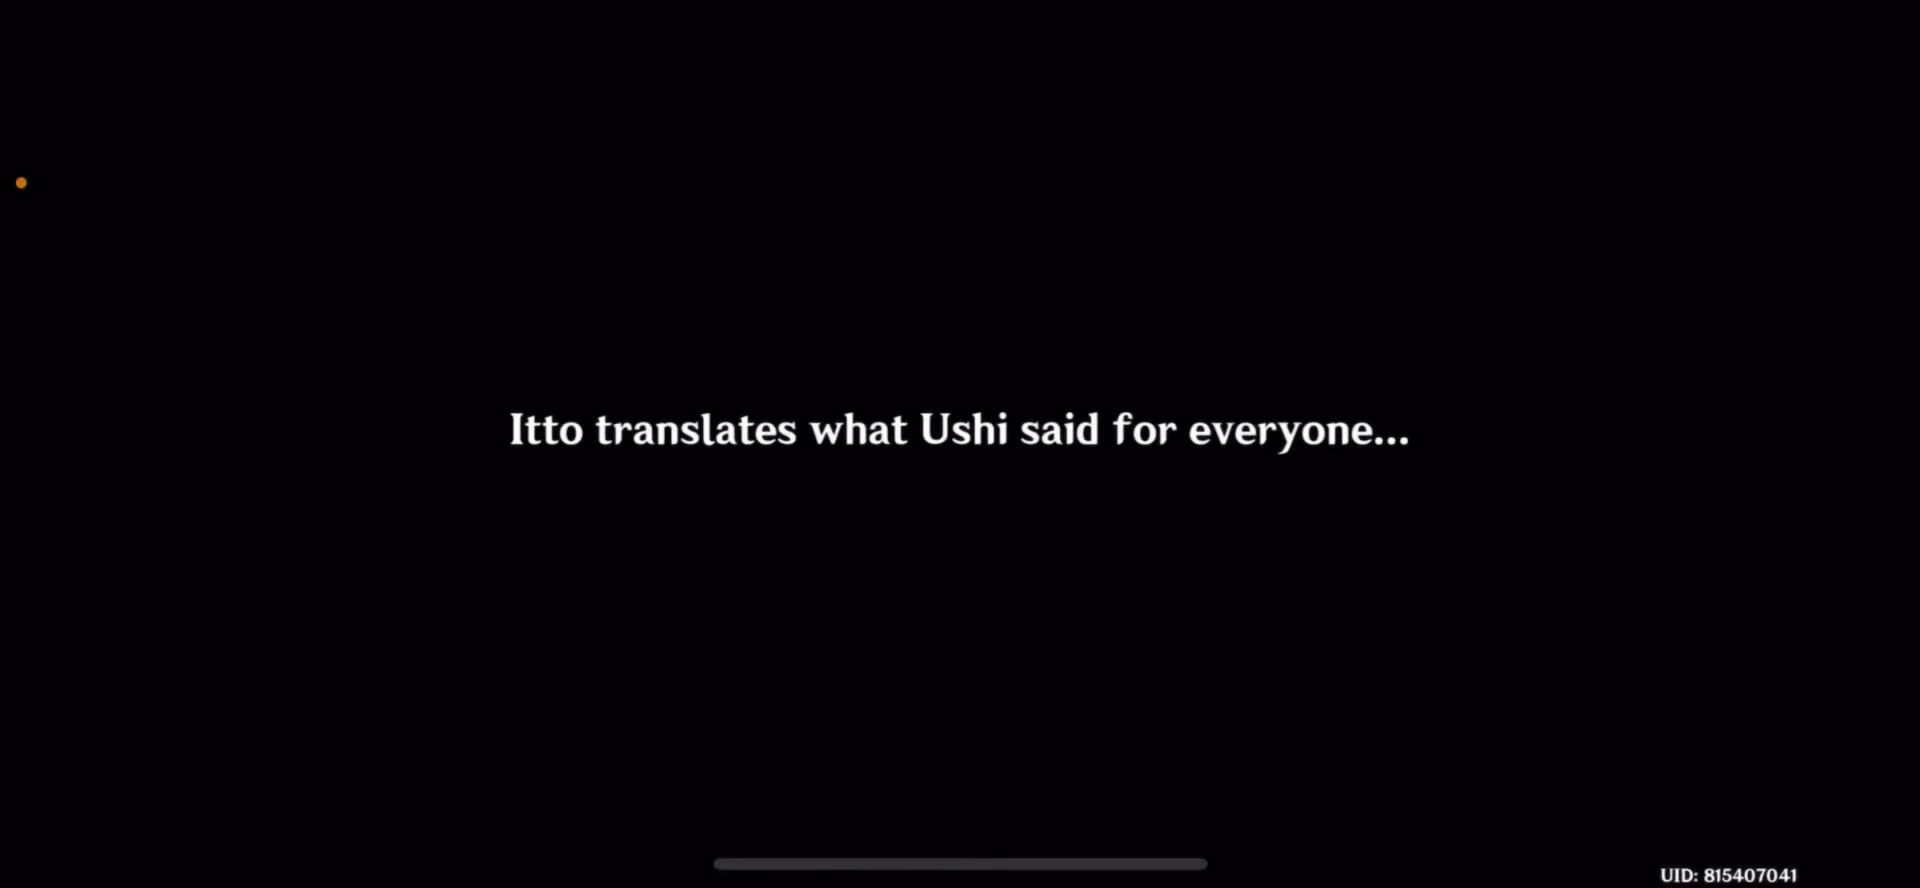 Itto translates what Ushi said for everyone...
UID: 815407041